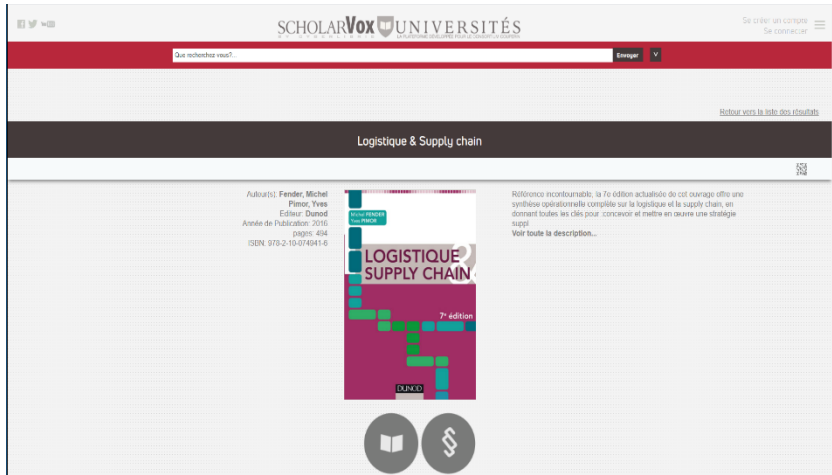 SCHOLARVOX UNIVERSITÉS
Se créer un compte
Se connecter
Que recherchez vous?...
Envoyer
V
Retour vers la liste des résultats
Logistique & Supply chain
Auteur(s): Fender, Michel
Pimor, Yves
Editeur: Dunod
Année de Publication: 2016
pages: 494
ISBN: 978-2-10-074941-6
Michel FENDER
Yves PIMOR
LOGISTIQUE &
SUPPLY CHAIN
7e édition
DUNOD
Référence incontournable, la 7e édition actualisée de cet ouvrage offre une
synthèse opérationnelle complète sur la logistique et la supply chain, en
donnant toutes les clés pour :concevoir et mettre en œuvre une stratégie
suppl
Voir toute la description...
§